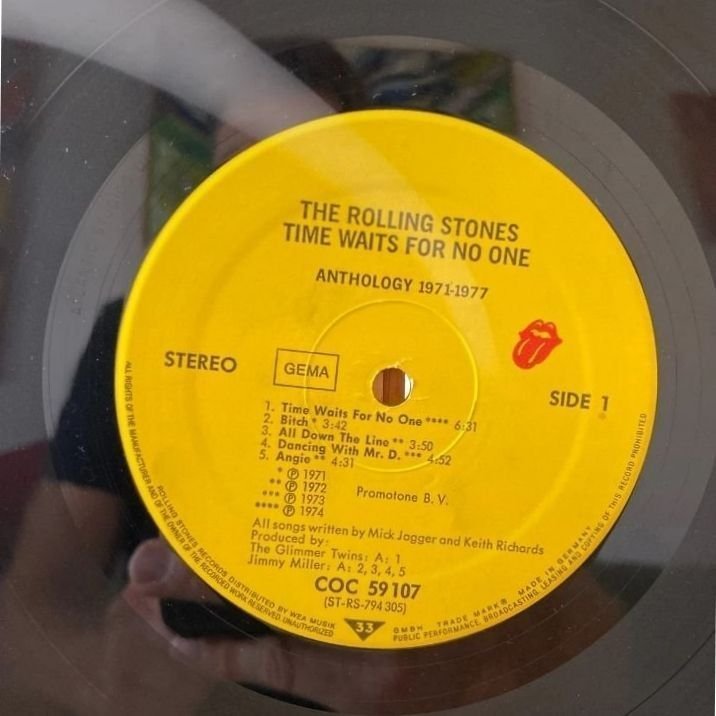 THE ROLLING STONES
TIME WAITS FOR NO ONE
ANTHOLOGY 1971-1977
STEREO
GEMA
SIDE 1
1. Time Waits For No One **** 6:31
2. Bitch * 3:42
3. All Down The Line ** 3:50
4. Dancing With Mr. D. *** 4:52
5. Angie ** 4:31
* Ⓟ 1971
** Ⓟ 1972
*** Ⓟ 1973
**** Ⓟ 1974
Promotone B. V.
All songs written by Mick Jagger and Keith Richards
Produced by:
The Glimmer Twins: A: 1
Jimmy Miller: A: 2, 3, 4, 5
COC 59 107
(ST-RS-794 305)
33
ALL RIGHTS OF THE MANUFACTURER AND OF THE OWNER OF THE RECORDED WORK RESERVED UNAUTHORIZED
PUBLIC PERFORMANCE, BROADCASTING, LEASING AND COPYING OF THIS RECORD PROHIBITED
ROLLING STONES RECORDS DISTRIBUTED BY WEA MUSIK
GMBH TRADE MARK ® MADE IN GERMANY